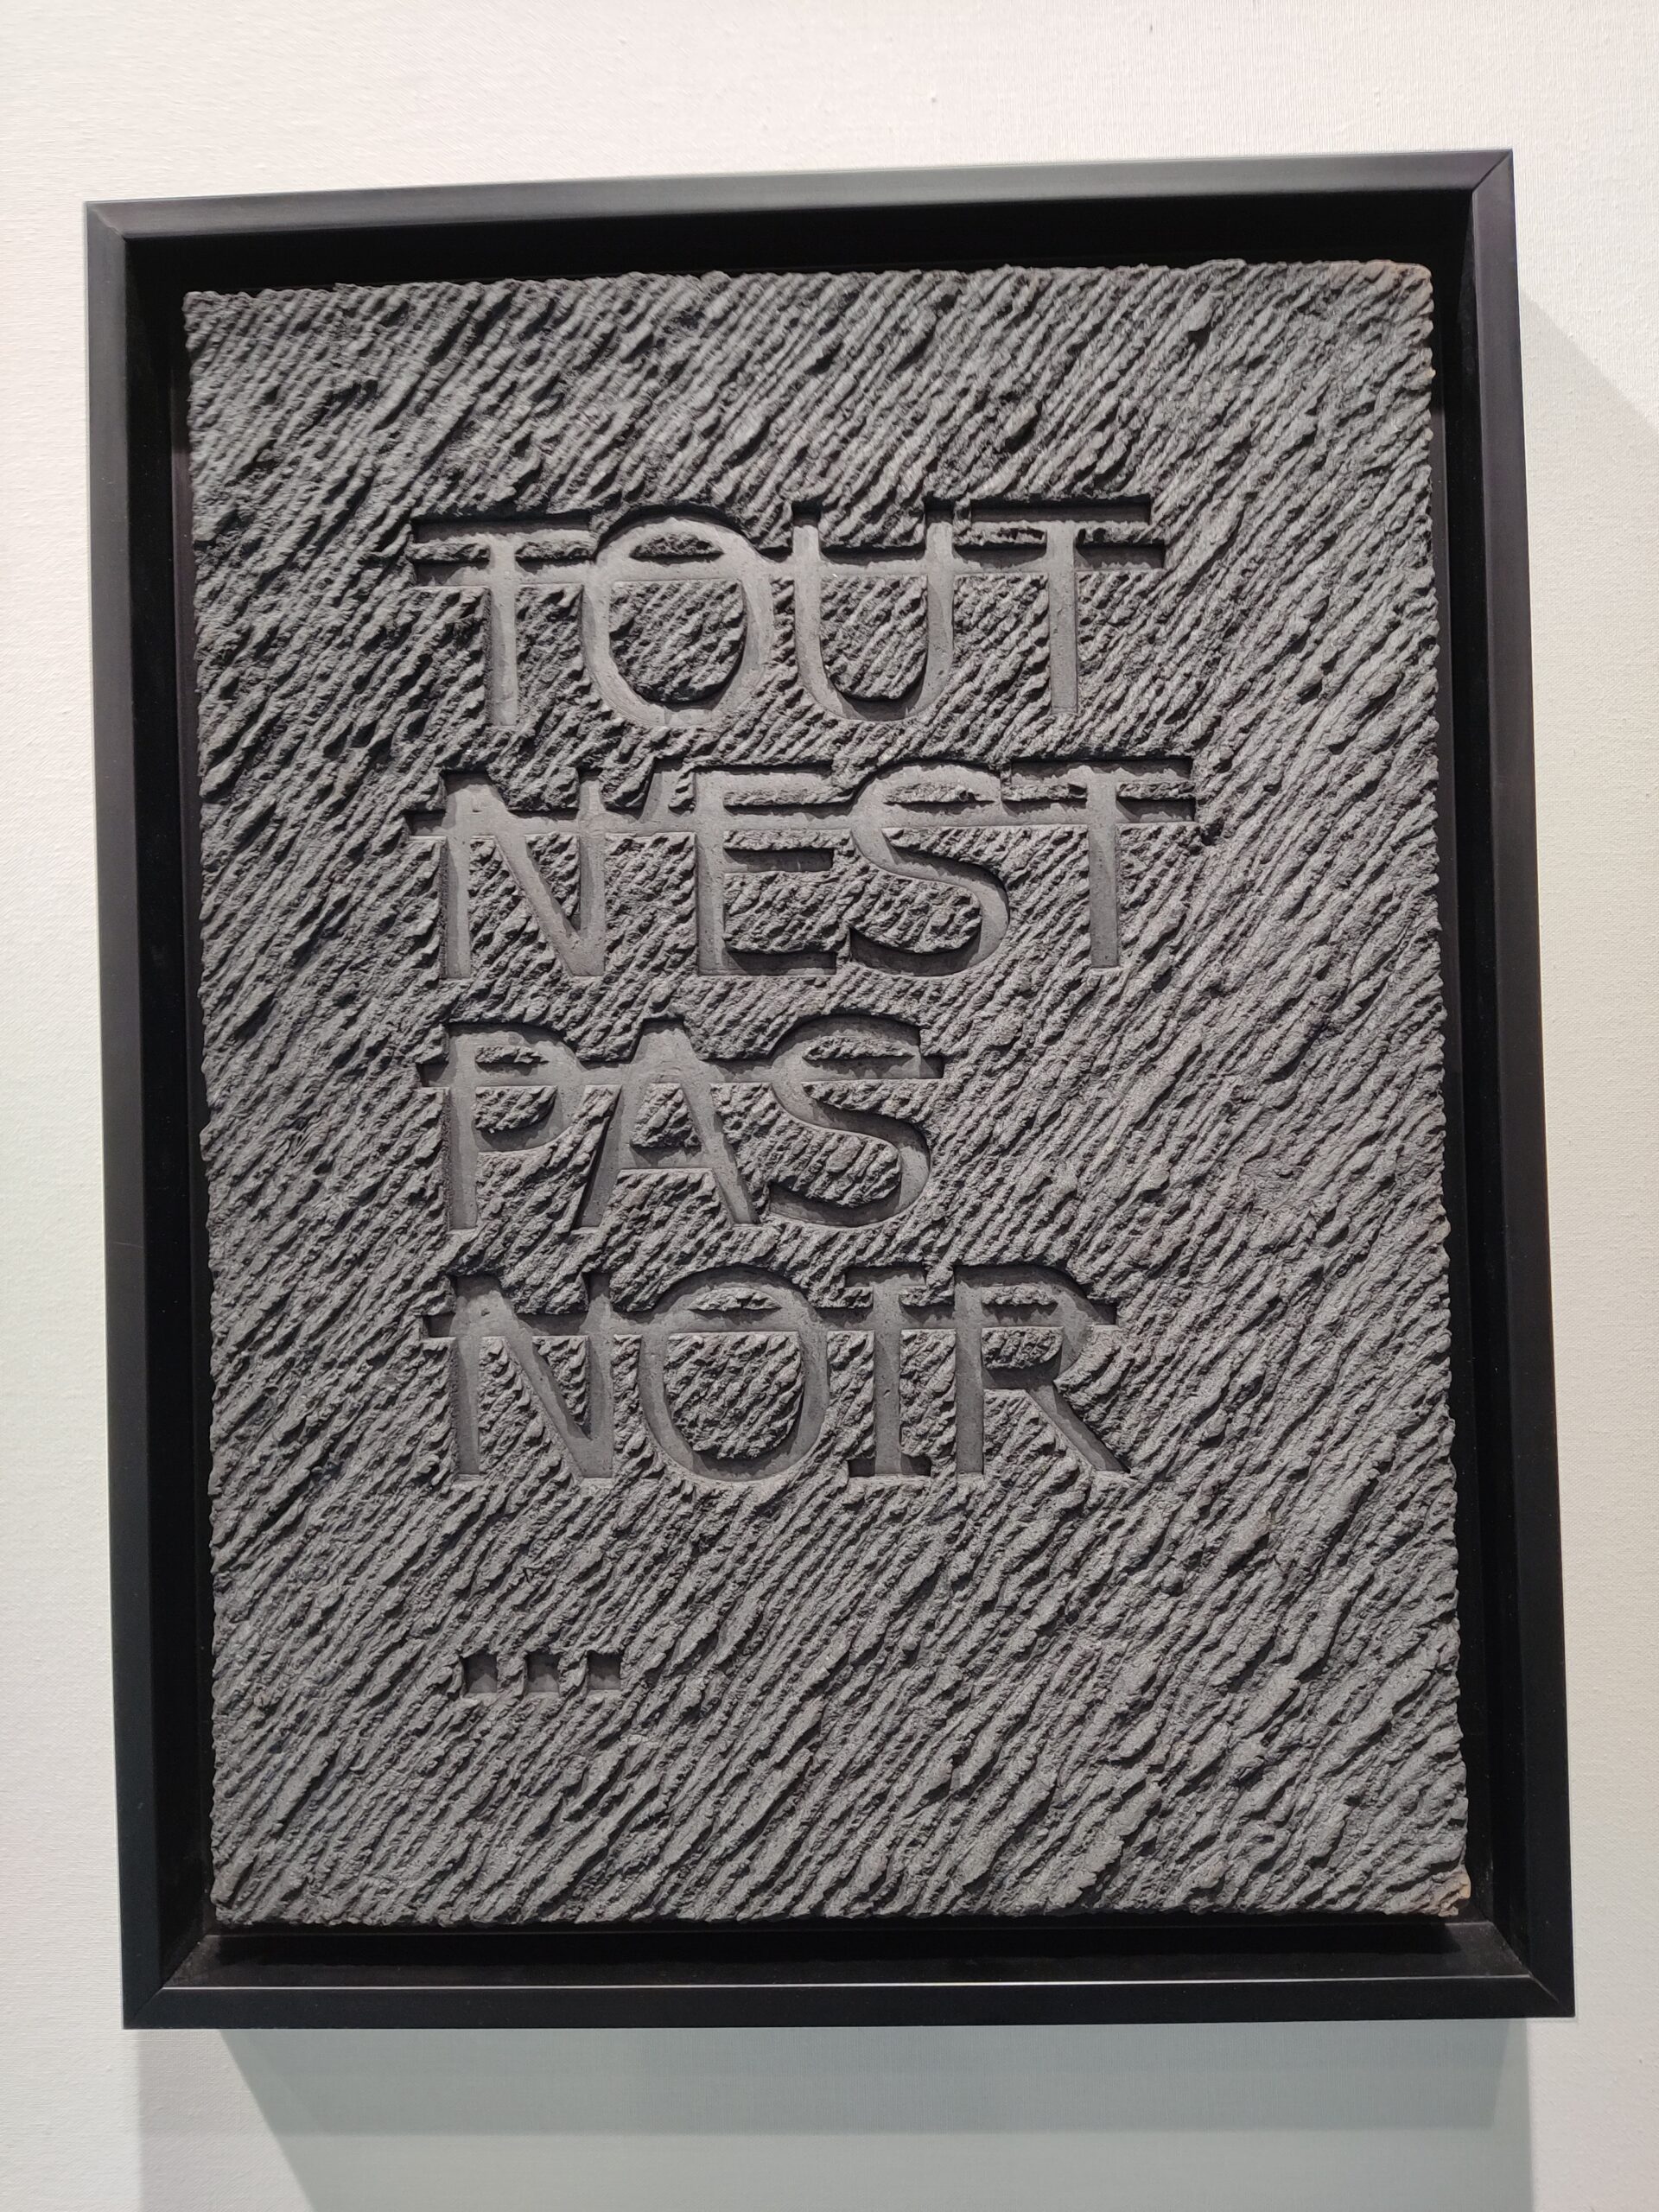 TOUT
N'EST
PAS
NOIR
...